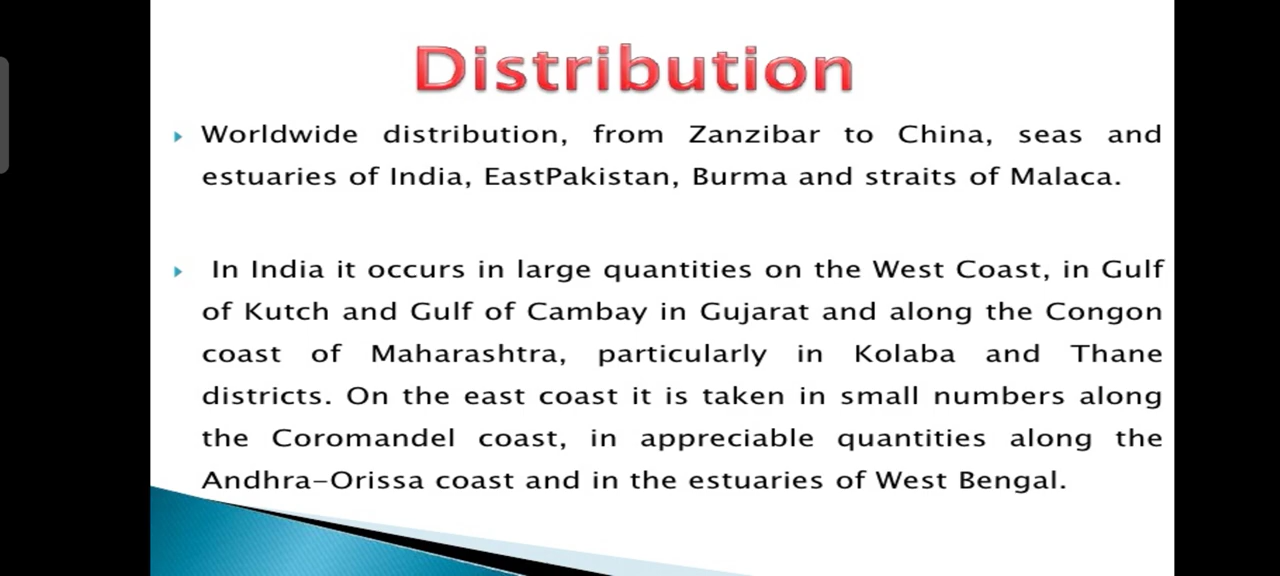 Distribution
Worldwide distribution, from Zanzibar to China, seas and
estuaries of India, EastPakistan, Burma and straits of Malaca.
In India it occurs in large quantities on the West Coast, in Gulf
of Kutch and Gulf of Cambay in Gujarat and along the Congon
coast of Maharashtra, particularly in Kolaba and Thane
districts. On the east coast it is taken in small numbers along
the Coromandel coast, in appreciable quantities along the
Andhra-Orissa coast and in the estuaries of West Bengal.